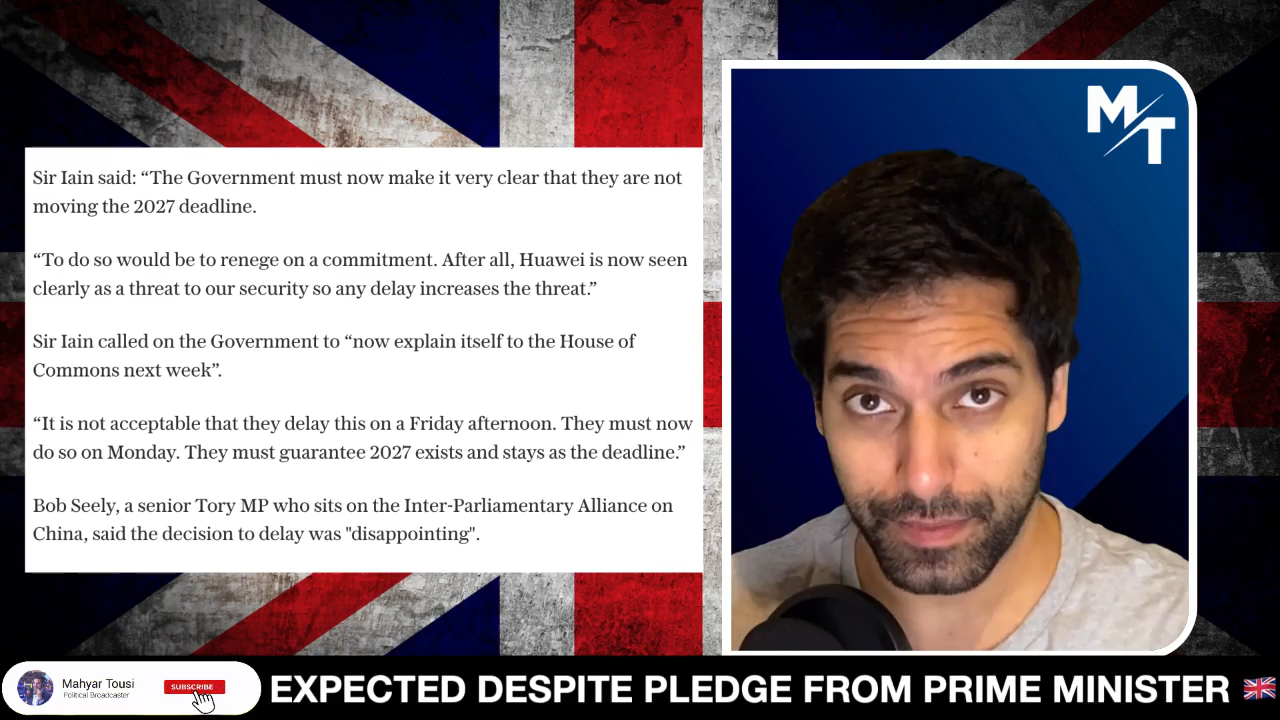 Sir Iain said: “The Government must now make it very clear that they are not
moving the 2027 deadline.
“To do so would be to renege on a commitment. After all, Huawei is now seen
clearly as a threat to our security so any delay increases the threat.”
Sir Iain called on the Government to “now explain itself to the House of
Commons next week”.
“It is not acceptable that they delay this on a Friday afternoon. They must now
do so on Monday. They must guarantee 2027 exists and stays as the deadline.”
Bob Seely, a senior Tory MP who sits on the Inter-Parliamentary Alliance on
China, said the decision to delay was "disappointing".
M/T
Mahyar Tousi
Political Broadcaster
SUBSCRIBE
EXPECTED DESPITE PLEDGE FROM PRIME MINISTER